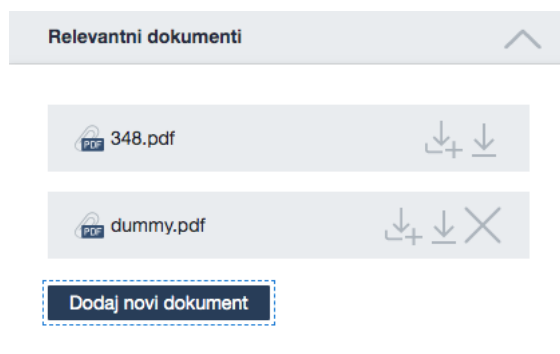 Relevantni dokumenti
PDF 348.pdf
PDF dummy.pdf
Dodaj novi dokument